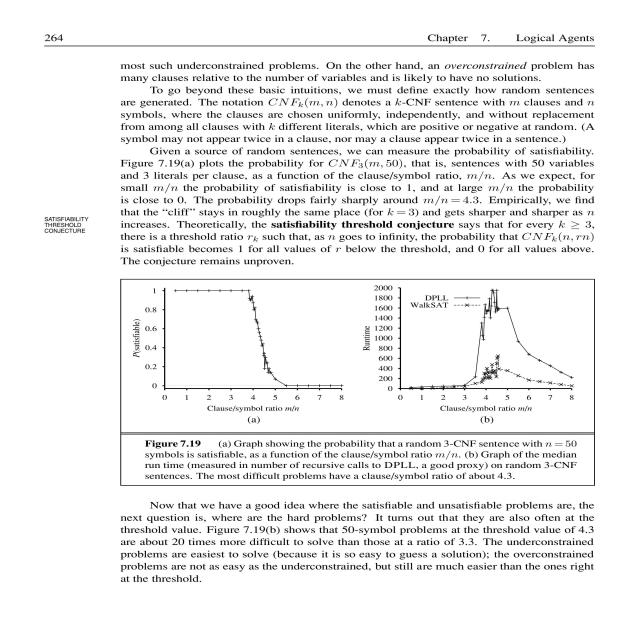 264 Chapter 7. Logical Agents
most such underconstrained problems. On the other hand, an overconstrained problem has
many clauses relative to the number of variables and is likely to have no solutions.
To go beyond these basic intuitions, we must define exactly how random sentences
are generated. The notation CNFₖ(m, n) denotes a k-CNF sentence with m clauses and n
symbols, where the clauses are chosen uniformly, independently, and without replacement
from among all clauses with k different literals, which are positive or negative at random. (A
symbol may not appear twice in a clause, nor may a clause appear twice in a sentence.)
Given a source of random sentences, we can measure the probability of satisfiability.
Figure 7.19(a) plots the probability for CNF₃(m, 50), that is, sentences with 50 variables
and 3 literals per clause, as a function of the clause/symbol ratio, m/n. As we expect, for
small m/n the probability of satisfiability is close to 1, and at large m/n the probability
is close to 0. The probability drops fairly sharply around m/n = 4.3. Empirically, we find
that the “cliff” stays in roughly the same place (for k = 3) and gets sharper and sharper as n
SATISFIABILITY
THRESHOLD
CONJECTURE
increases. Theoretically, the satisfiability threshold conjecture says that for every k ≥ 3,
there is a threshold ratio rₖ such that, as n goes to infinity, the probability that CNFₖ(n, rn)
is satisfiable becomes 1 for all values of r below the threshold, and 0 for all values above.
The conjecture remains unproven.
1
0.8
0.6
0.4
0.2
0
P(satisfiable)
0 1 2 3 4 5 6 7 8
Clause/symbol ratio m/n
(a)
2000
1800
1600
1400
1200
1000
800
600
400
200
0
Runtime
DPLL
WalkSAT
0 1 2 3 4 5 6 7 8
Clause/symbol ratio m/n
(b)
Figure 7.19 (a) Graph showing the probability that a random 3-CNF sentence with n = 50
symbols is satisfiable, as a function of the clause/symbol ratio m/n. (b) Graph of the median
run time (measured in number of recursive calls to DPLL, a good proxy) on random 3-CNF
sentences. The most difficult problems have a clause/symbol ratio of about 4.3.
Now that we have a good idea where the satisfiable and unsatisfiable problems are, the
next question is, where are the hard problems? It turns out that they are also often at the
threshold value. Figure 7.19(b) shows that 50-symbol problems at the threshold value of 4.3
are about 20 times more difficult to solve than those at a ratio of 3.3. The underconstrained
problems are easiest to solve (because it is so easy to guess a solution); the overconstrained
problems are not as easy as the underconstrained, but still are much easier than the ones right
at the threshold.